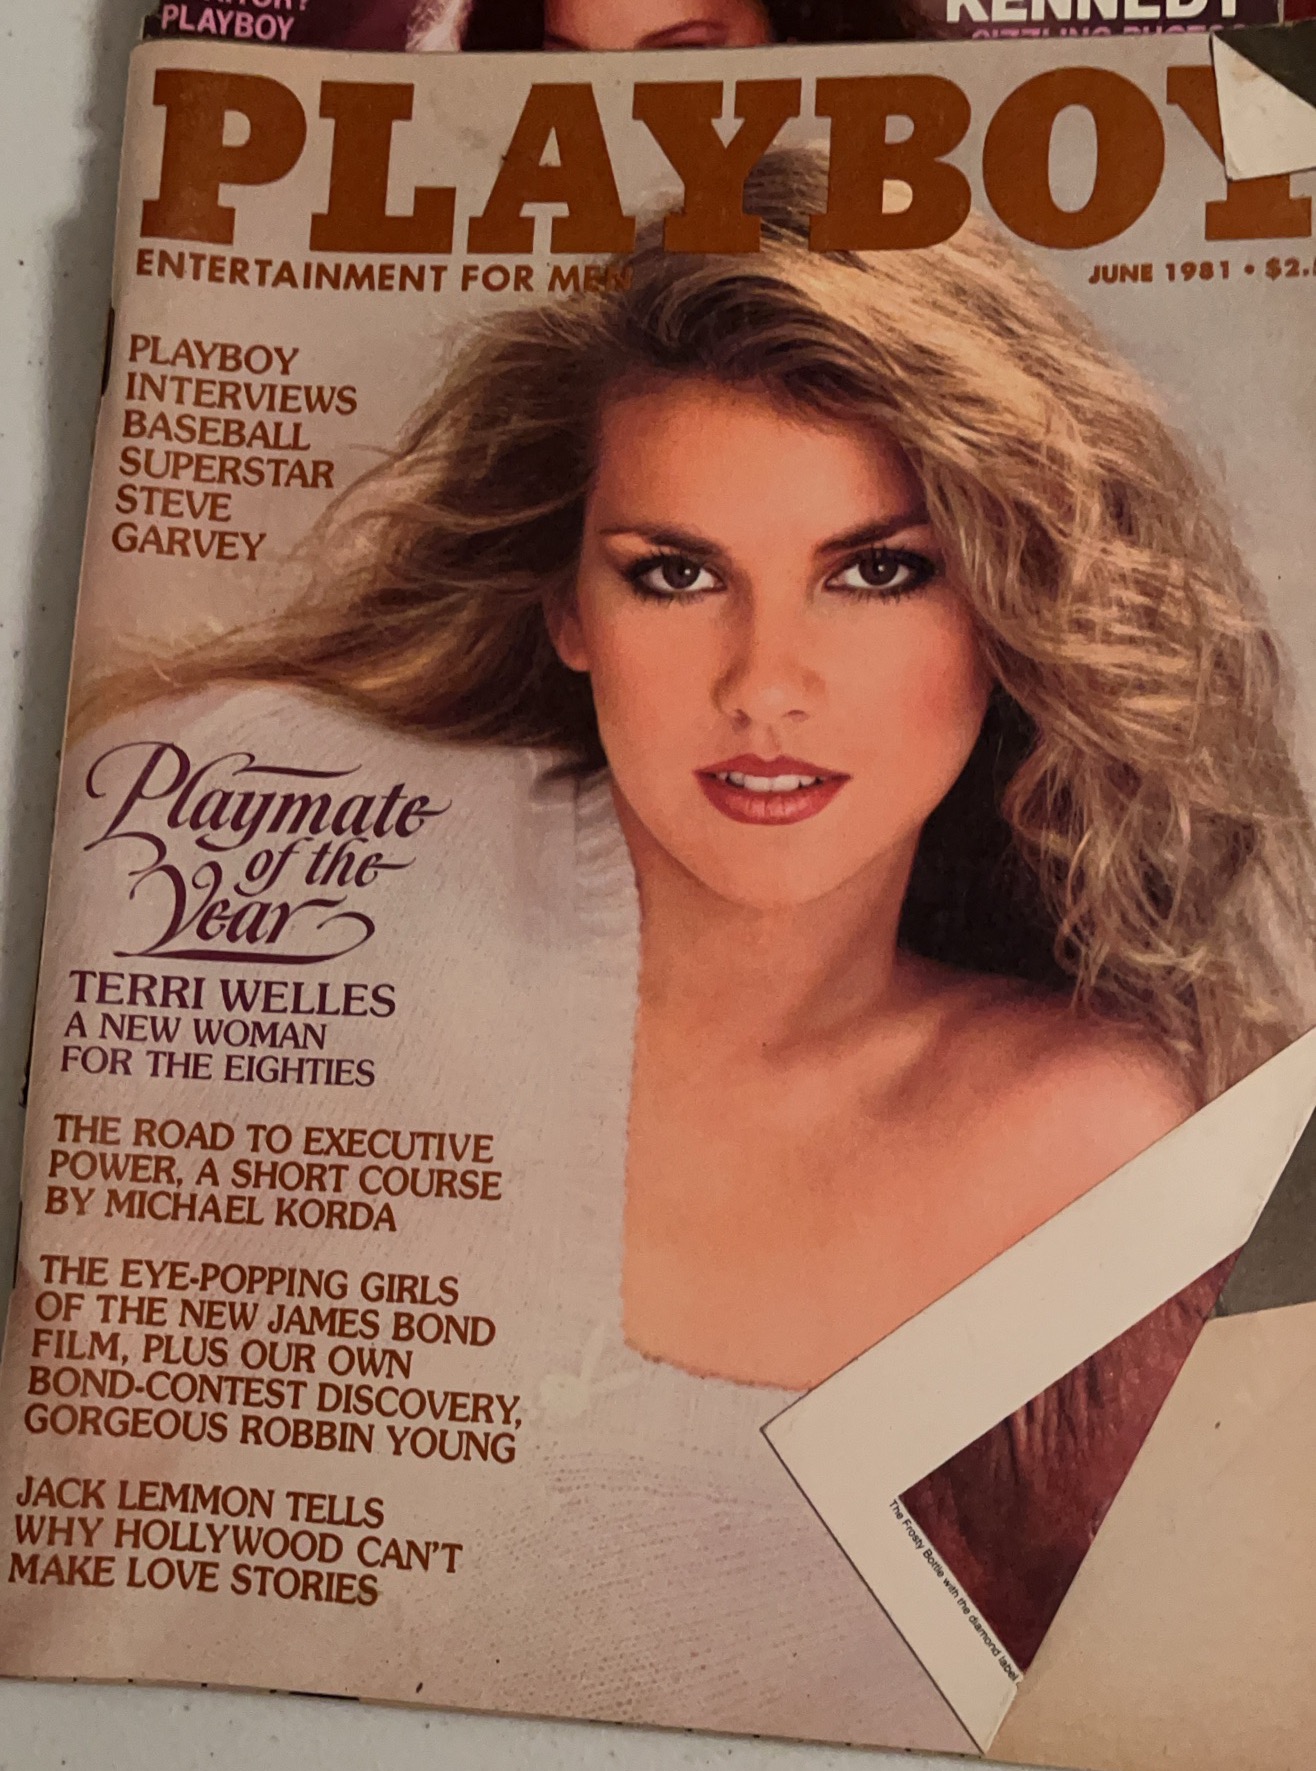 PLAYBOY
KENNEDY
PLAYBOY
ENTERTAINMENT FOR MEN
JUNE 1981 • $2.
PLAYBOY
INTERVIEWS
BASEBALL
SUPERSTAR
STEVE
GARVEY
Playmate
of the
Year
TERRI WELLES
A NEW WOMAN
FOR THE EIGHTIES
THE ROAD TO EXECUTIVE
POWER, A SHORT COURSE
BY MICHAEL KORDA
THE EYE-POPPING GIRLS
OF THE NEW JAMES BOND
FILM, PLUS OUR OWN
BOND-CONTEST DISCOVERY,
GORGEOUS ROBBIN YOUNG
JACK LEMMON TELLS
WHY HOLLYWOOD CAN'T
MAKE LOVE STORIES
The Frosty Bottle with the diamond label